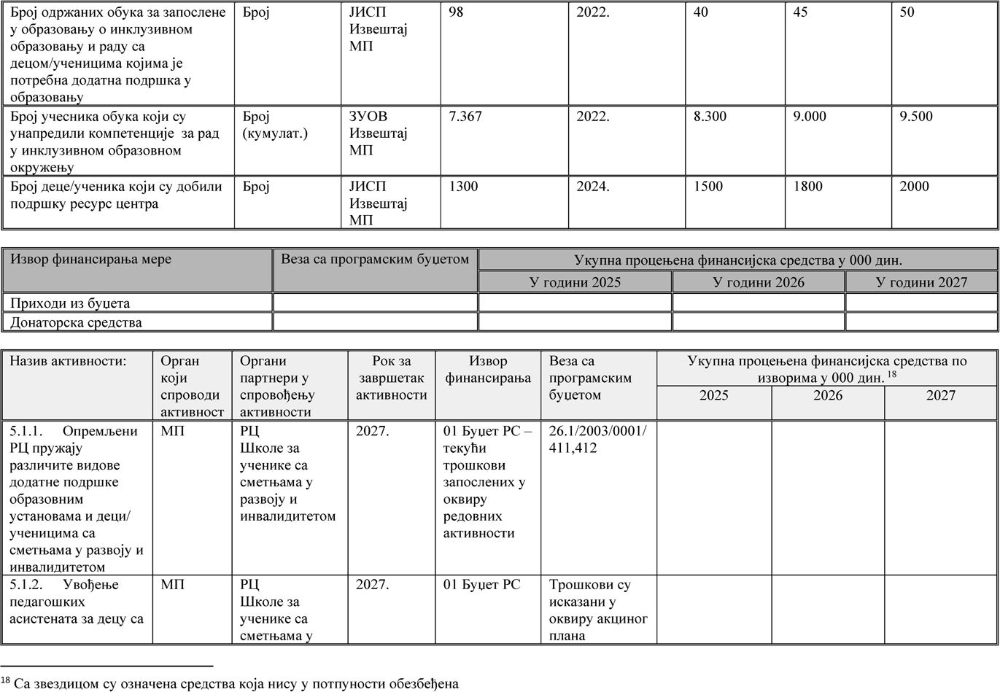 Број одржаних обука за запослене Број ЈИСП 98 2022. 40 45 50
у образовању о инклузивном Извештај
образовању и раду са МП
децом/ученицима којима је
потребна додатна подршка у
образовању
Број учесника обука који су Број ЗУОВ 7.367 2022. 8.300 9.000 9.500
унапредили компетенције за рад (кумулат.) Извештај
у инклузивном образовном МП
окружењу
Број деце/ученика који су добили Број ЈИСП 1300 2024. 1500 1800 2000
подршку ресурс центра Извештај
МП
Извор финансирања мере Веза са програмским буџетом Укупна процењена финансијска средства у 000 дин.
У години 2025 У години 2026 У години 2027
Приходи из буџета
Донаторска средства
Назив активности: Орган Органи Рок за Извор Веза са Укупна процењена финансијска средства по
који партнери у завршетак финансирања програмским изворима у 000 дин. 18
спроводи спровођењу активности буџетом 2025 2026 2027
активност активности
5.1.1. Опремљени МП РЦ 2027. 01 Буџет РС – 26.1/2003/0001/
РЦ пружају Школе за текући 411,412
различите видове ученике са трошкови
додатне подршке сметњама у запослених у
образовним развоју и оквиру
установама и деци/ инвалидитетом редовних
ученицима са активности
сметњама у развоју и
инвалидитетом
5.1.2. Увођење МП РЦ 2027. 01 Буџет РС Трошкови су
педагошких Школе за исказани у
асистената за децу са ученике са оквиру акциног
сметњама у плана
18 Са звездицом су означена средства која нису у потпуности обезбеђена